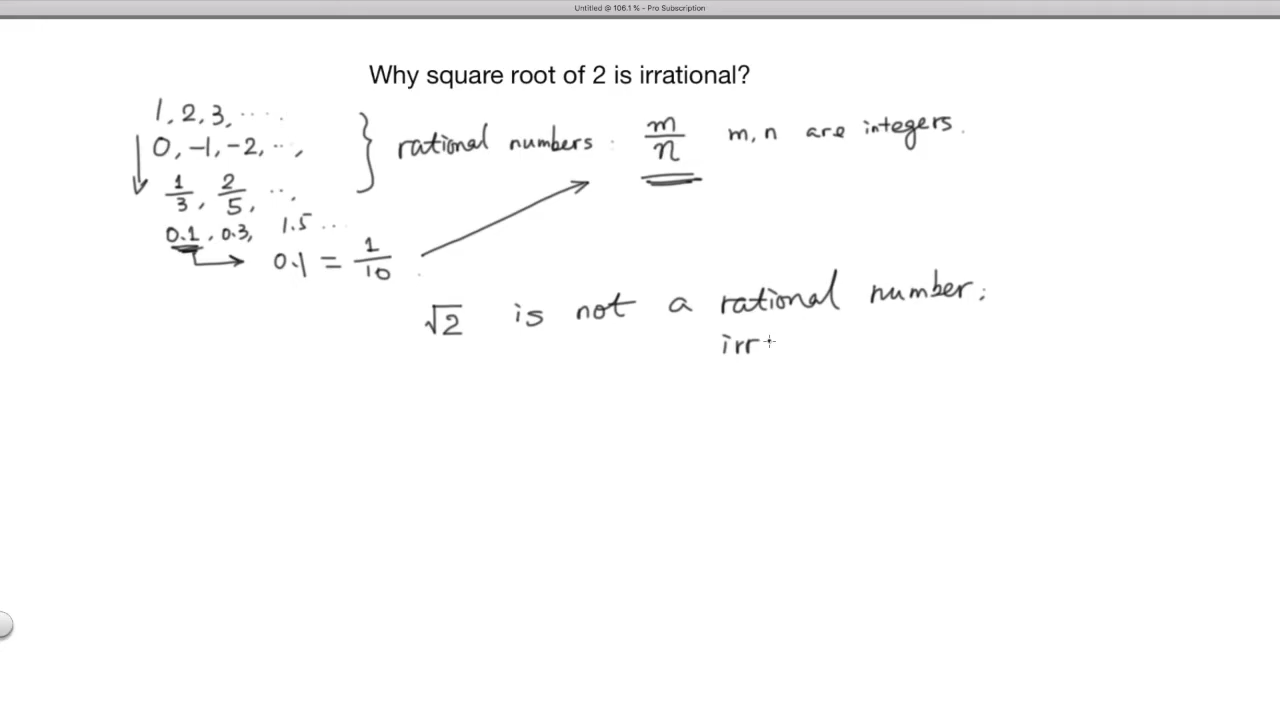 Untitled @ 106.1 % - Pro Subscription
Why square root of 2 is irrational?
1, 2, 3, ....
0, -1, -2, ..,
1/3, 2/5, ..,
0.1, 0.3, 1.5 ...
0.1 = 1/10
rational numbers : m/n m, n are integers.
√2 is not a rational number.
irr